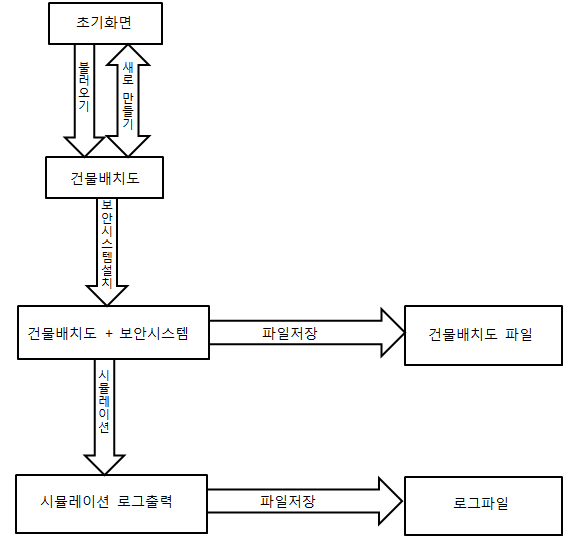 초기화면
불러오기
새로 만들기
건물배치도
보안시스템설치
건물배치도 + 보안시스템
파일저장
건물배치도 파일
시뮬레이션
시뮬레이션 로그출력
파일저장
로그파일